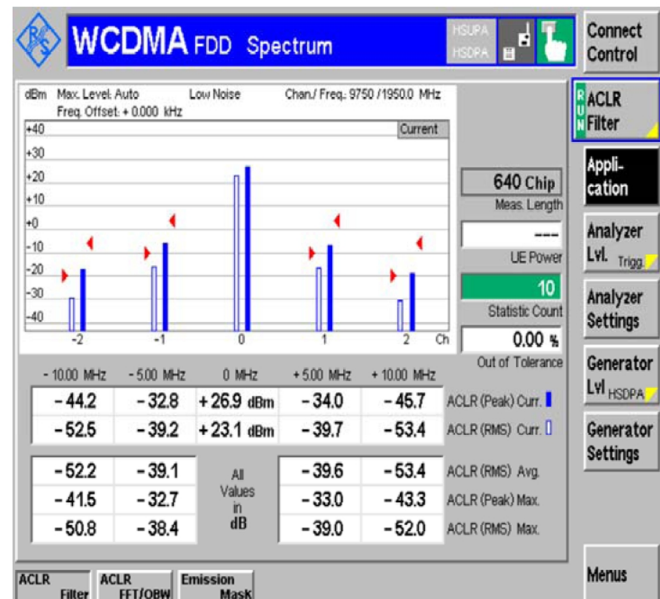 R&S
WCDMA FDD Spectrum
HSUPA
HSDPA
Connect
Control
dBm Max. Level: Auto Low Noise Chan./ Freq.: 9750 /1950.0 MHz
Freq. Offset: + 0.000 kHz
Current
+40
+30
+20
+10
+0
-10
-20
-30
-40
-2 -1 0 1 2 Ch
640 Chip
Meas. Length
---
UE Power
10
Statistic Count
0.00 %
Out of Tolerance
- 10.00 MHz - 5.00 MHz 0 MHz + 5.00 MHz + 10.00 MHz
- 44.2 - 32.8 + 26.9 dBm - 34.0 - 45.7 ACLR (Peak) Curr.
- 52.5 - 39.2 + 23.1 dBm - 39.7 - 53.4 ACLR (RMS) Curr.
- 52.2 - 39.1 - 39.6 - 53.4 ACLR (RMS) Avg.
- 41.5 - 32.7 - 33.0 - 43.3 ACLR (Peak) Max.
- 50.8 - 38.4 - 39.0 - 52.0 ACLR (RMS) Max.
All
Values
in
dB
RUN
ACLR
Filter
Appli-
cation
Analyzer
Lvl. Trigg.
Analyzer
Settings
Generator
Lvl HSDPA
Generator
Settings
Menus
ACLR
Filter
ACLR
FFT/OBW
Emission
Mask